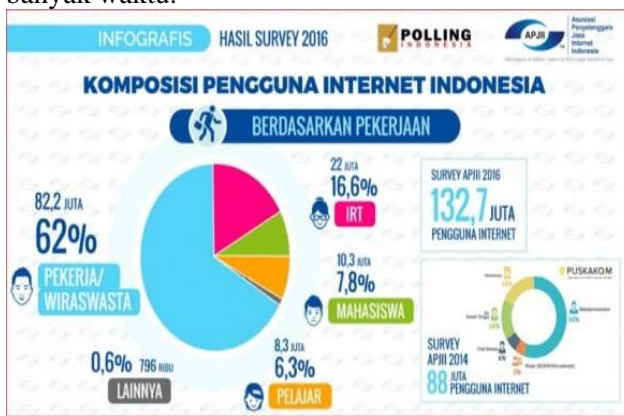 banyak waktu.
INFOGRAFIS HASIL SURVEY 2016
POLLING
INDONESIA
APJII
Asosiasi
Penyelenggara
Jasa
Internet
Indonesia
KOMPOSISI PENGGUNA INTERNET INDONESIA
BERDASARKAN PEKERJAAN
82,2 JUTA
62%
PEKERJA/
WIRASWASTA
22 JUTA
16,6%
IRT
10,3 JUTA
7,8%
MAHASISWA
8,3 JUTA
6,3%
PELAJAR
0,6% 796 RIBU
LAINNYA
SURVEY APJII 2016
132,7 JUTA
PENGGUNA INTERNET
PUSKAKOM
SURVEY
APJII 2014
88 JUTA
PENGGUNA INTERNET